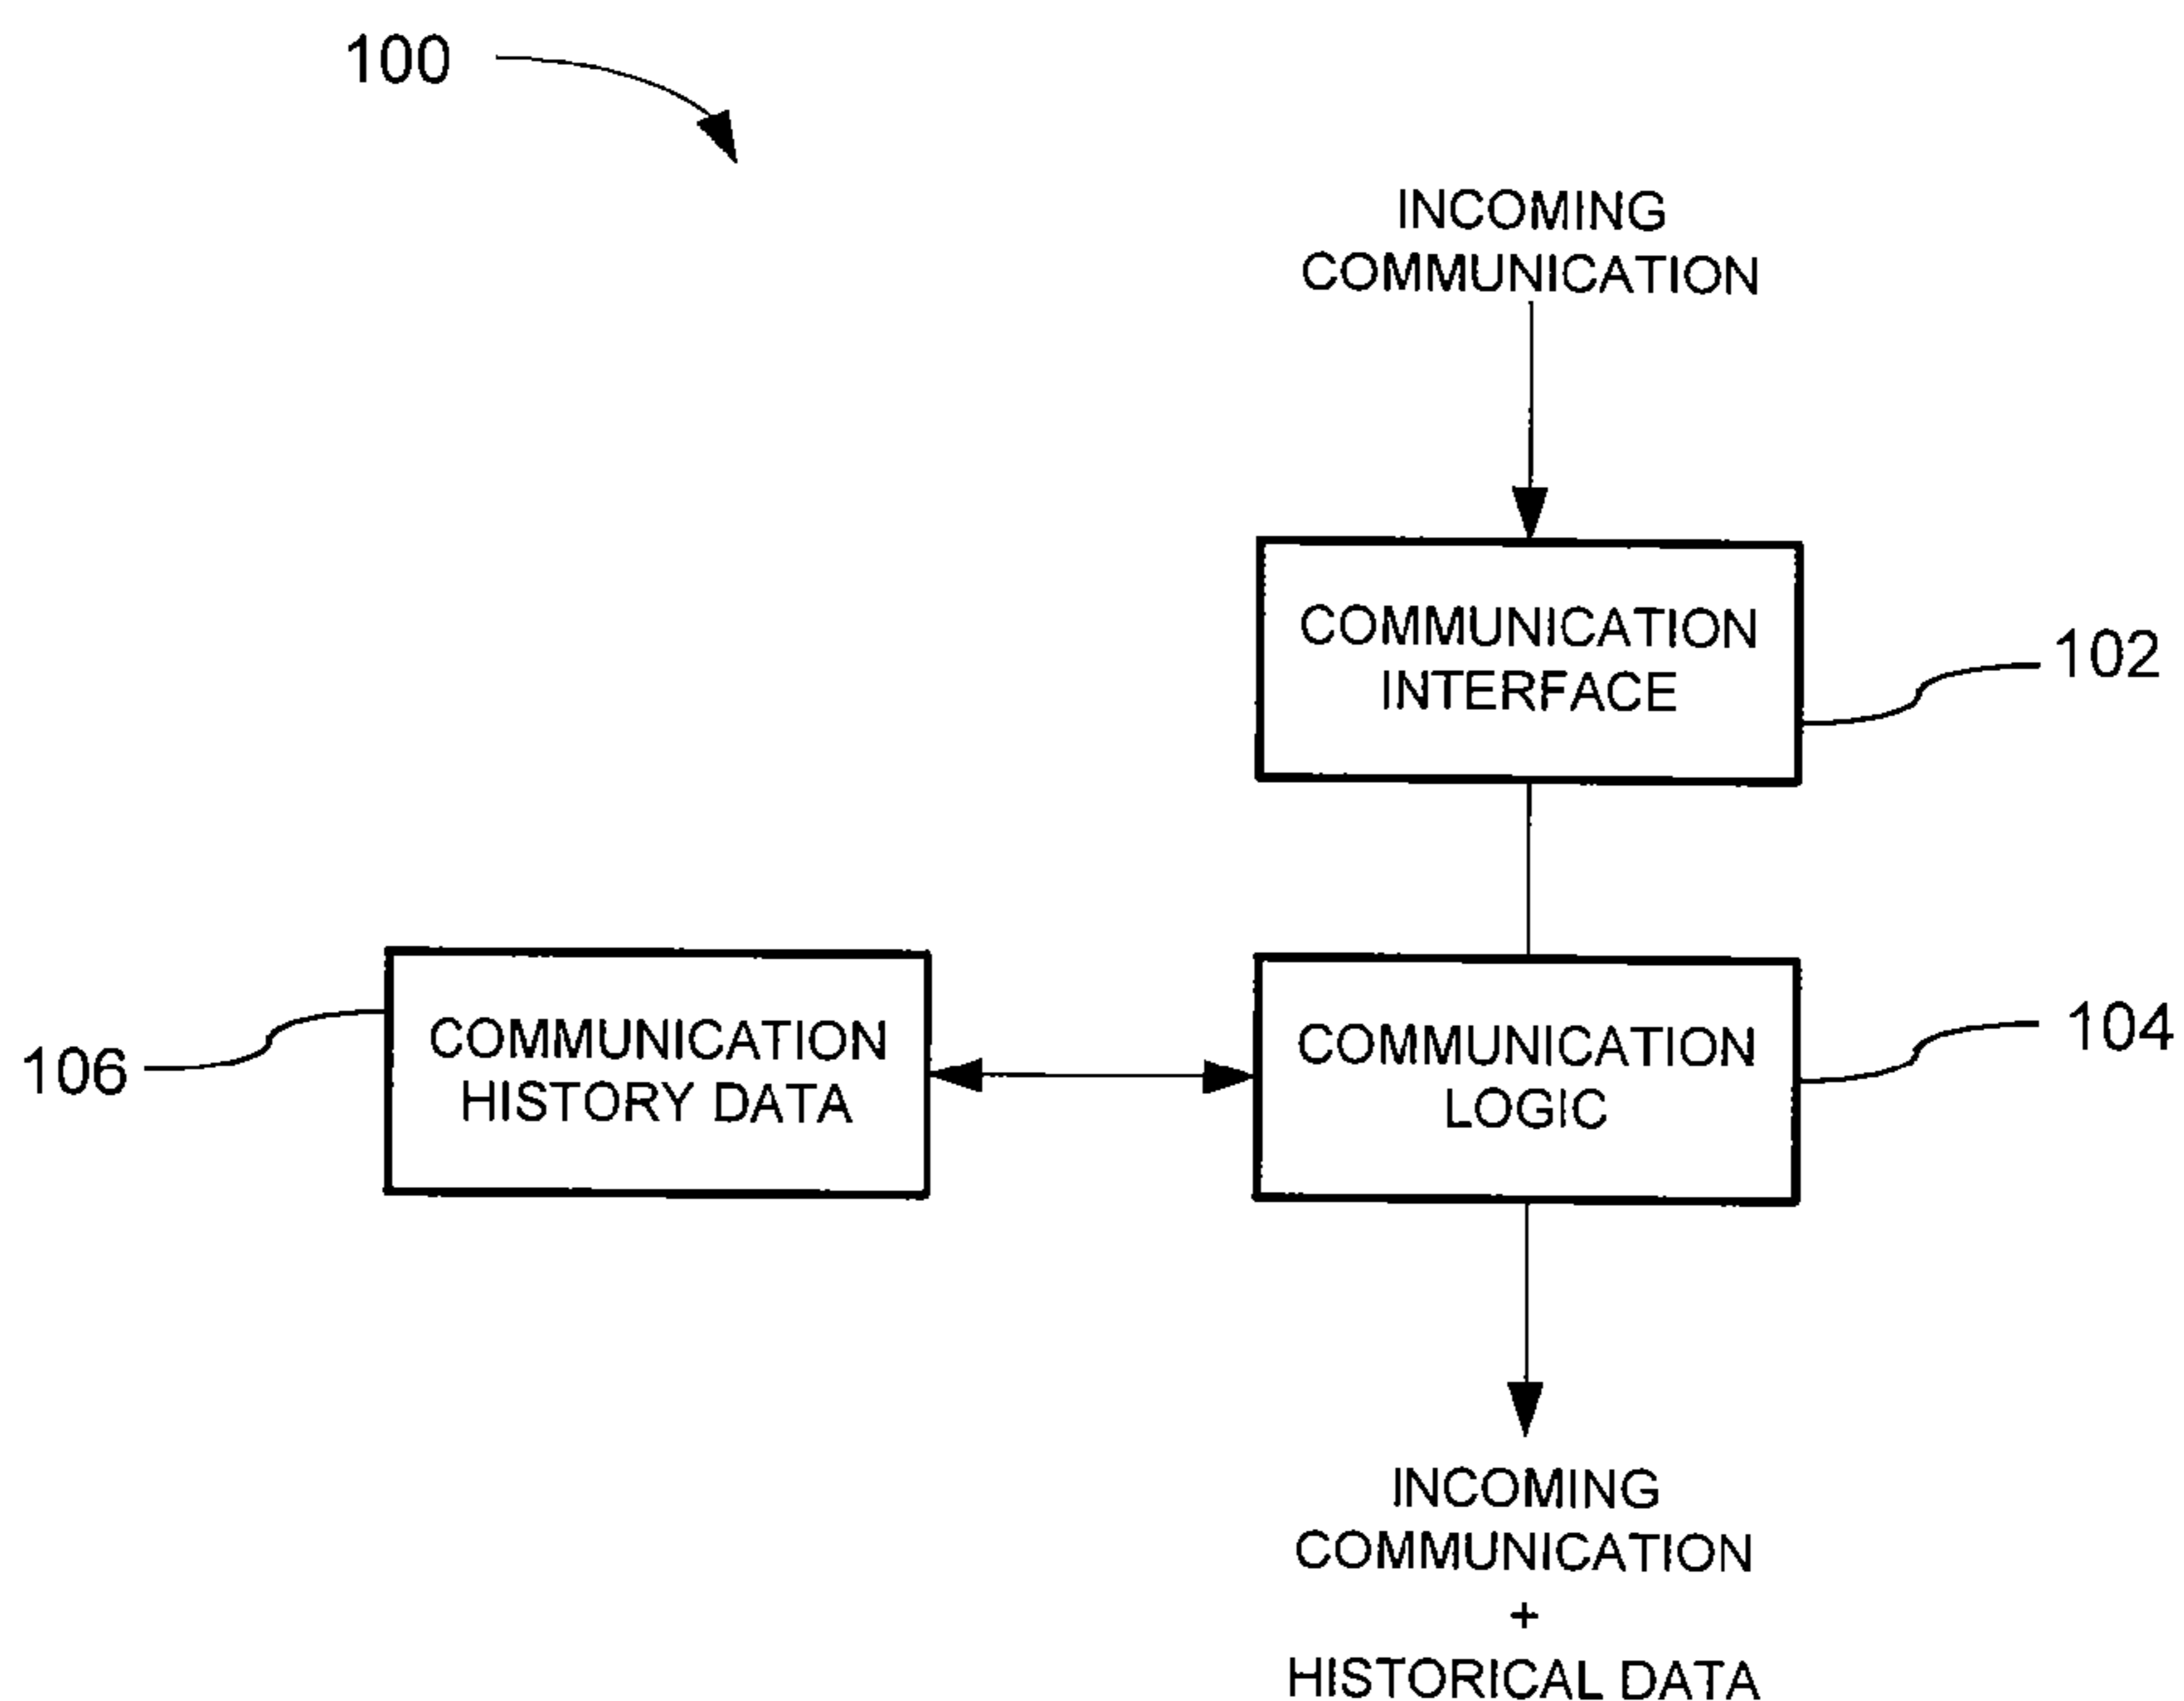 100
INCOMING
COMMUNICATION
COMMUNICATION
INTERFACE
102
COMMUNICATION
HISTORY DATA
106
COMMUNICATION
LOGIC
104
INCOMING
COMMUNICATION
+
HISTORICAL DATA